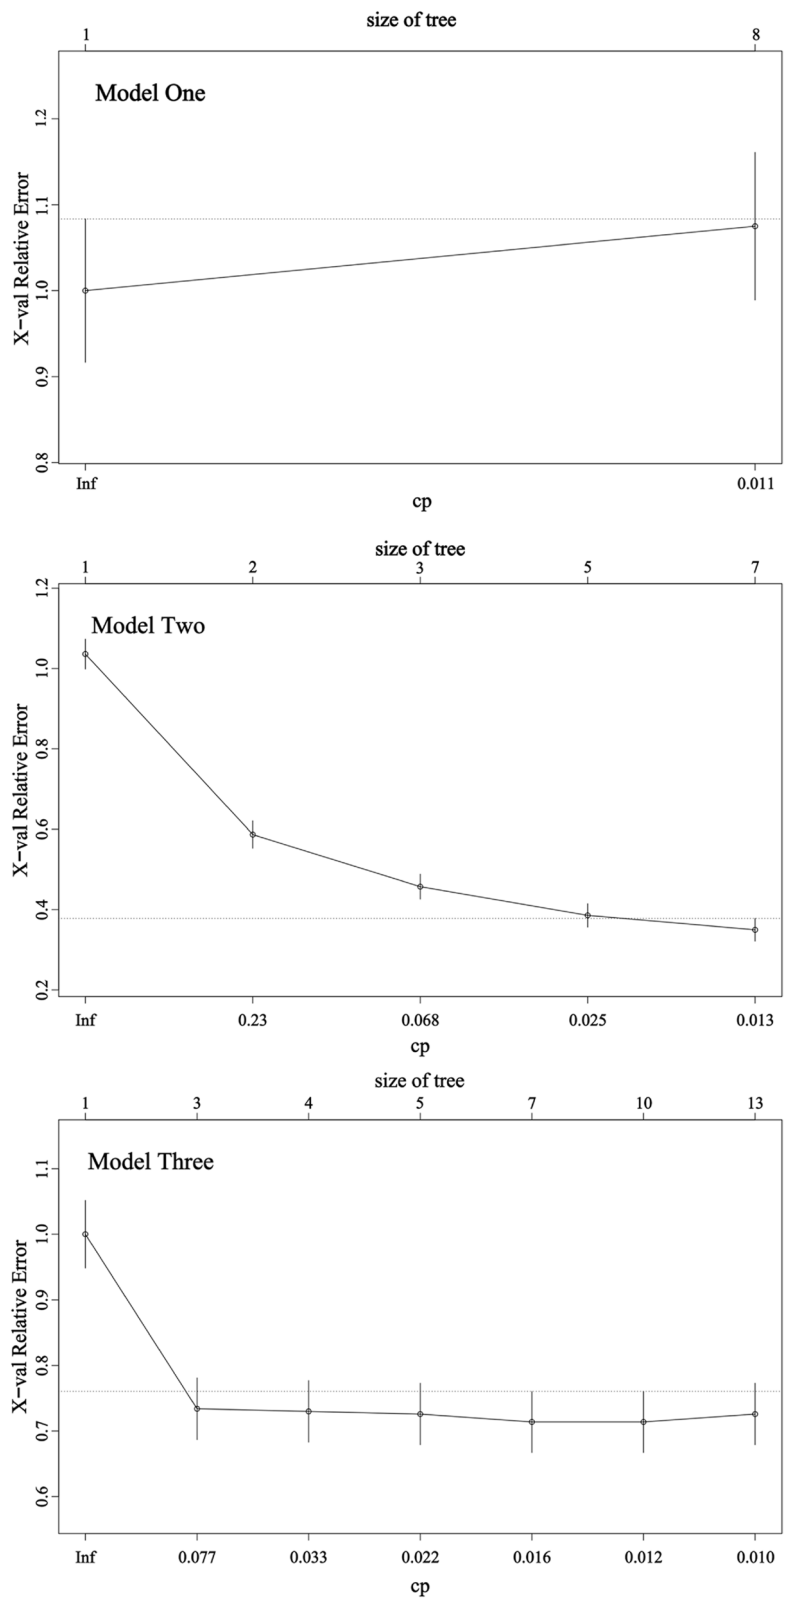 size of tree
1 8
Model One
X-val Relative Error
1.2
1.1
1.0
0.9
0.8
Inf 0.011
cp
size of tree
1 2 3 5 7
Model Two
X-val Relative Error
1.2
1.0
0.8
0.6
0.4
0.2
Inf 0.23 0.068 0.025 0.013
cp
size of tree
1 3 4 5 7 10 13
Model Three
X-val Relative Error
1.1
1.0
0.9
0.8
0.7
0.6
Inf 0.077 0.033 0.022 0.016 0.012 0.010
cp